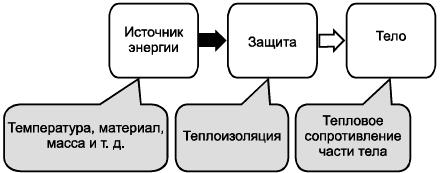 Источник
энергии
Защита
Тело
Температура, материал,
масса и т. д.
Теплоизоляция
Тепловое
сопротивление
части тела